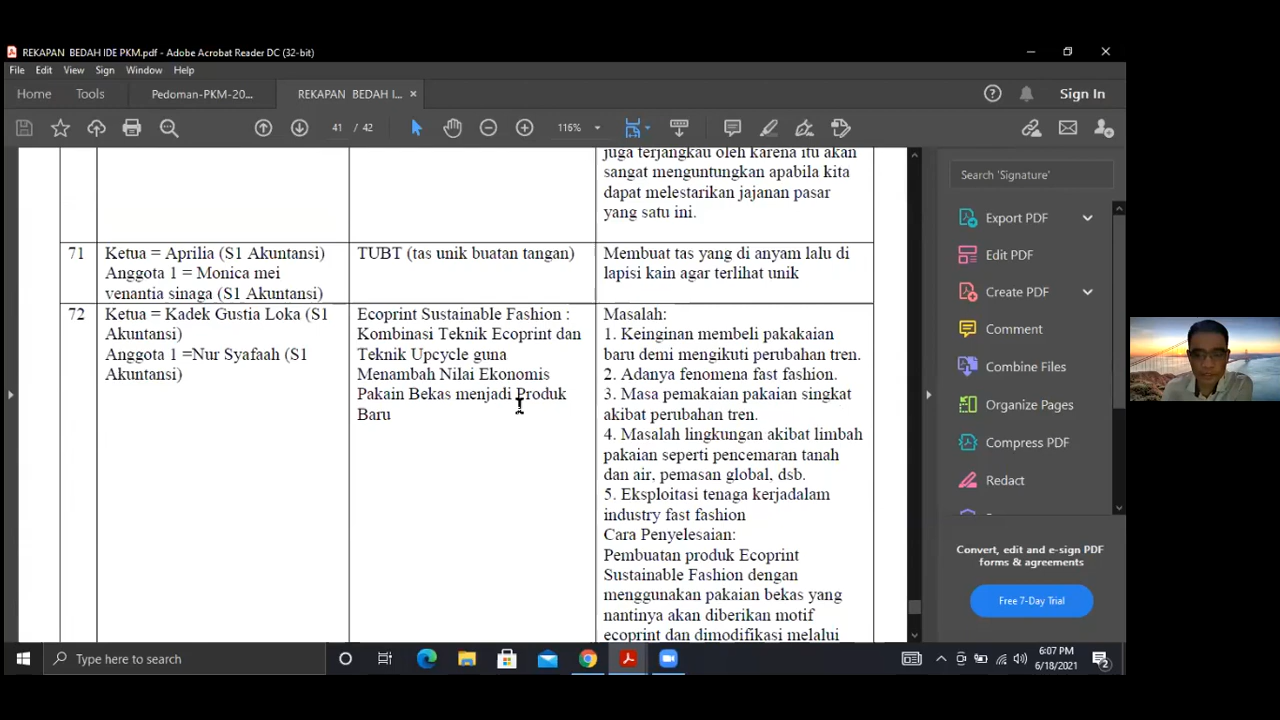 REKAPAN BEDAH IDE PKM.pdf - Adobe Acrobat Reader DC (32-bit)
File Edit View Sign Window Help
Home Tools Pedoman-PKM-20... REKAPAN BEDAH I... × Sign In
41 / 42 116%
juga terjangkau oleh karena itu akan
sangat menguntungkan apabila kita
dapat melestarikan jajanan pasar
yang satu ini.
71
Ketua = Aprilia (S1 Akuntansi)
Anggota 1 = Monica mei
venantia sinaga (S1 Akuntansi)
TUBT (tas unik buatan tangan)
Membuat tas yang di anyam lalu di
lapisi kain agar terlihat unik
72
Ketua = Kadek Gustia Loka (S1
Akuntansi)
Anggota 1 =Nur Syafaah (S1
Akuntansi)
Ecoprint Sustainable Fashion :
Kombinasi Teknik Ecoprint dan
Teknik Upcycle guna
Menambah Nilai Ekonomis
Pakain Bekas menjadi Produk
Baru
Masalah:
1. Keinginan membeli pakakaian
baru demi mengikuti perubahan tren.
2. Adanya fenomena fast fashion.
3. Masa pemakaian pakaian singkat
akibat perubahan tren.
4. Masalah lingkungan akibat limbah
pakaian seperti pencemaran tanah
dan air, pemasan global, dsb.
5. Eksploitasi tenaga kerjadalam
industry fast fashion
Cara Penyelesaian:
Pembuatan produk Ecoprint
Sustainable Fashion dengan
menggunakan pakaian bekas yang
nantinya akan diberikan motif
ecoprint dan dimodifikasi melalui
Search 'Signature'
Export PDF
Edit PDF
Create PDF
Comment
Combine Files
Organize Pages
Compress PDF
Redact
Convert, edit and e-sign PDF
forms & agreements
Free 7-Day Trial
Type here to search
6:07 PM
6/18/2021
2